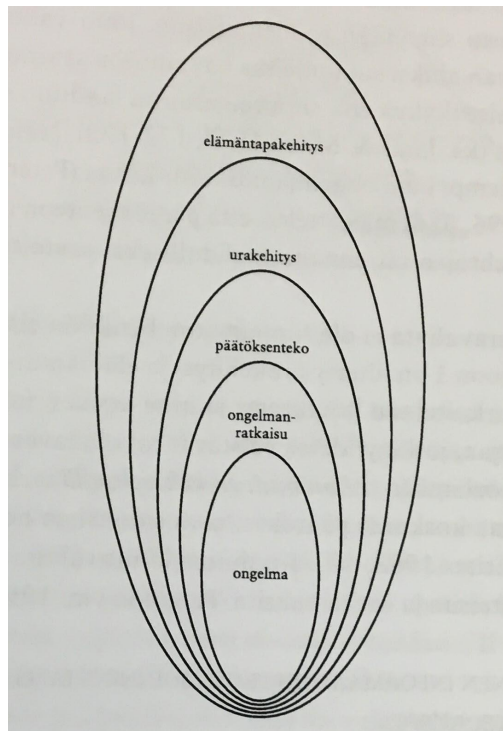 elämäntapakehitys
urakehitys
päätöksenteko
ongelman-
ratkaisu
ongelma